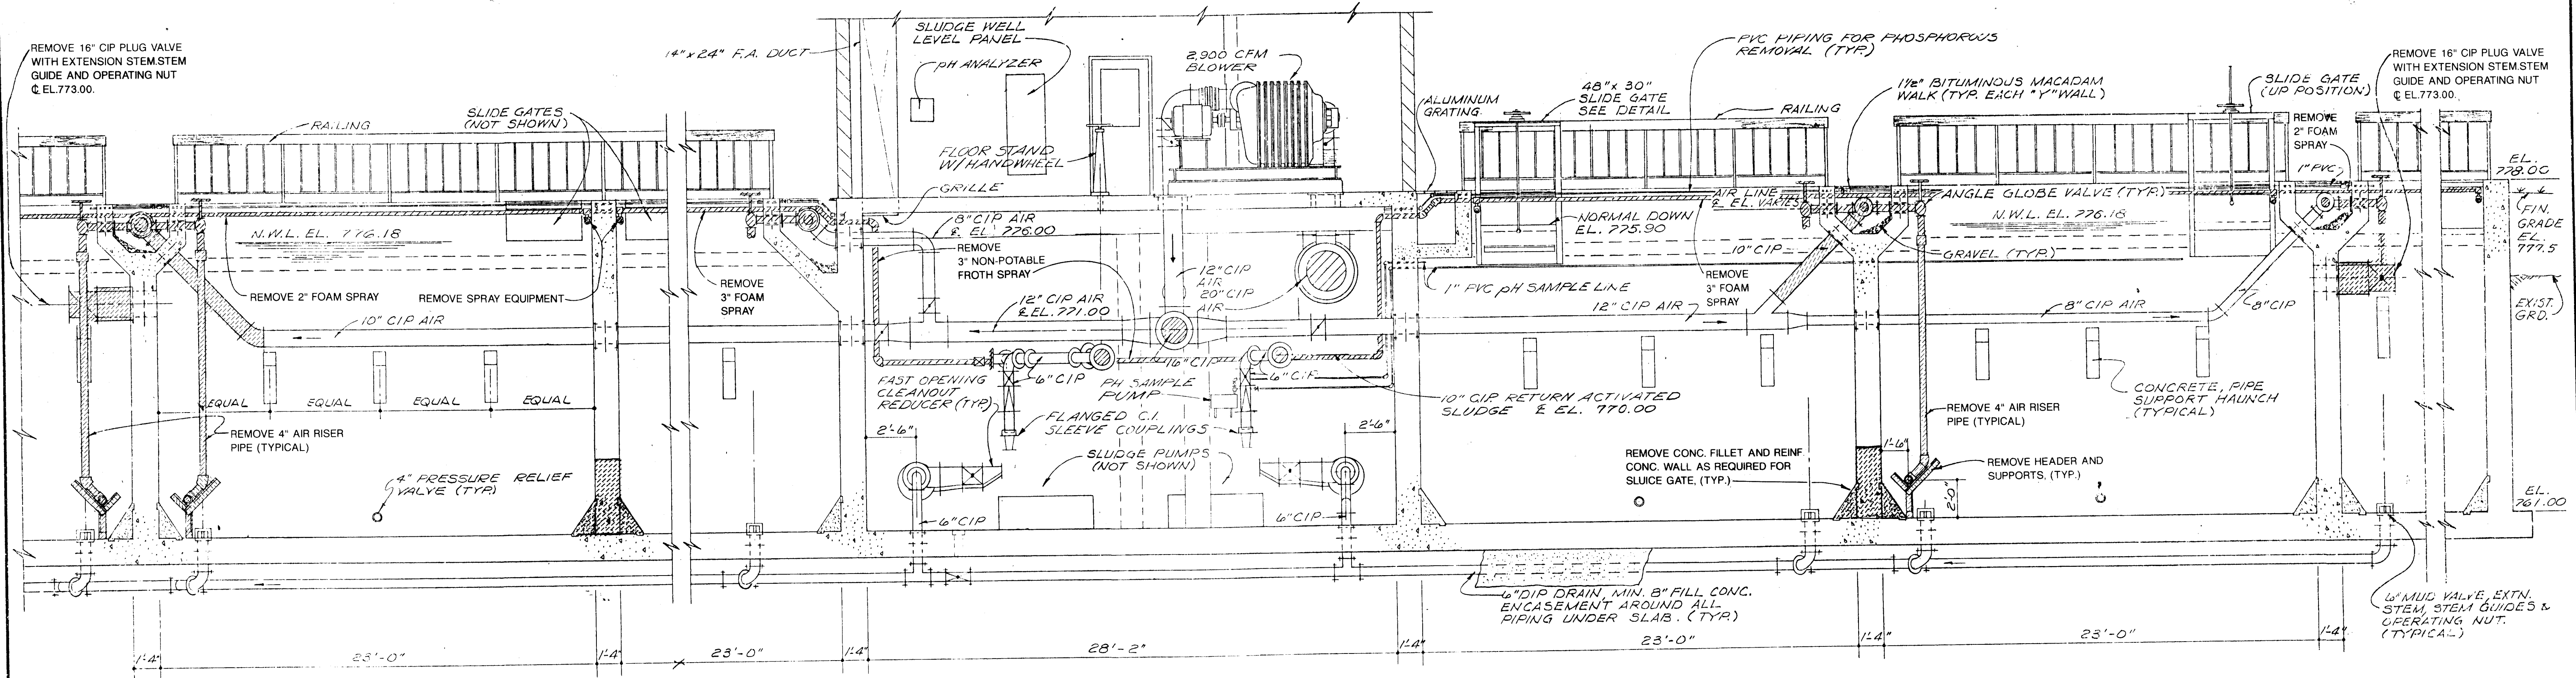 REMOVE 16" CIP PLUG VALVE
WITH EXTENSION STEM.STEM
GUIDE AND OPERATING NUT
℄ EL.773.00.
RAILING
SLIDE GATES
(NOT SHOWN)
N.W.L. EL. 776.18
REMOVE 2" FOAM SPRAY
REMOVE SPRAY EQUIPMENT
10" CIP AIR
EQUAL
EQUAL
EQUAL
EQUAL
REMOVE 4" AIR RISER
PIPE (TYPICAL)
4" PRESSURE RELIEF
VALVE (TYP.)
REMOVE
3" FOAM
SPRAY
14" x 24" F.A. DUCT
SLUDGE WELL
LEVEL PANEL
pH ANALYZER
2,900 CFM
BLOWER
FLOOR STAND
W/ HANDWHEEL
GRILLE
8" CIP AIR
℄ EL. 776.00
REMOVE
3" NON-POTABLE
FROTH SPRAY
12" CIP AIR
℄ EL. 771.00
12" CIP
AIR
20" CIP
AIR
16" CIP
6" CIP
6" CIP
FAST OPENING
CLEANOUT
REDUCER (TYP.)
PH SAMPLE
PUMP
FLANGED C.I.
SLEEVE COUPLINGS
2'-6"
2'-6"
SLUDGE PUMPS
(NOT SHOWN)
6" CIP
6" CIP
ALUMINUM
GRATING
48" x 30"
SLIDE GATE
SEE DETAIL
PVC PIPING FOR PHOSPHOROUS
REMOVAL (TYP.)
RAILING
1½" BITUMINOUS MACADAM
WALK (TYP. EACH "Y" WALL)
SLIDE GATE
(UP POSITION)
REMOVE 16" CIP PLUG VALVE
WITH EXTENSION STEM.STEM
GUIDE AND OPERATING NUT
℄ EL.773.00.
REMOVE
2" FOAM
SPRAY
1" PVC
AIR LINE
℄ EL. VARIES
ANGLE GLOBE VALVE (TYP.)
NORMAL DOWN
EL. 775.90
N.W.L. EL. 776.18
10" CIP
GRAVEL (TYP.)
1" PVC pH SAMPLE LINE
REMOVE
3" FOAM
SPRAY
12" CIP AIR
8" CIP AIR
8" CIP
EL.
778.00
FIN.
GRADE
EL.
777.5
EXIST.
GRD.
10" CIP RETURN ACTIVATED
SLUDGE ℄ EL. 770.00
CONCRETE, PIPE
SUPPORT HAUNCH
(TYPICAL)
REMOVE 4" AIR RISER
PIPE (TYPICAL)
REMOVE CONC. FILLET AND REINF.
CONC. WALL AS REQUIRED FOR
SLUICE GATE, (TYP.)
1'-6"
REMOVE HEADER AND
SUPPORTS, (TYP.)
2'-0"
EL.
761.00
6" DIP DRAIN, MIN. 8" FILL CONC.
ENCASEMENT AROUND ALL
PIPING UNDER SLAB. (TYP.)
6" MUD VALVE, EXTN.
STEM, STEM GUIDES &
OPERATING NUT.
(TYPICAL)
1'-4"
23'-0"
1'-4"
23'-0"
1'-4"
28'-2"
1'-4"
23'-0"
1'-4"
23'-0"
1'-4"